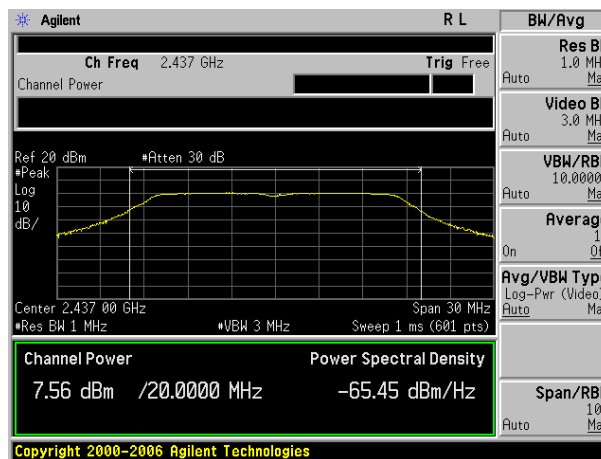 Agilent R L
Ch Freq 2.437 GHz Trig Free
Channel Power
Ref 20 dBm #Atten 30 dB
#Peak
Log
10
dB/
Center 2.437 00 GHz Span 30 MHz
#Res BW 1 MHz #VBW 3 MHz Sweep 1 ms (601 pts)
Channel Power Power Spectral Density
7.56 dBm /20.0000 MHz -65.45 dBm/Hz
Copyright 2000-2006 Agilent Technologies
BW/Avg
Res B
1.0 MH
Auto Ma
Video B
3.0 MH
Auto Ma
VBW/RB
10.0000
Auto Ma
Averag
1
On Of
Avg/VBW Typ
Log-Pwr (Video)
Auto Ma
Span/RB
10
Auto Ma